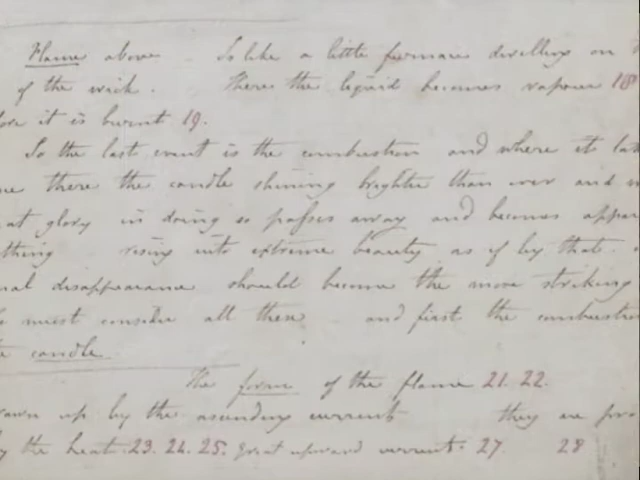 Flame above So like a little furnace dwelling on
of the wick. There the liquid becomes vapour 18
it is burnt 19.
So the last event is the combustion and where it
there the candle shining brighter than ever and
glory in doing so passes away and becomes
thing rising into extreme beauty as if by that
disappearance should become the more striking
must consider all these and first the combustion
candle
The form of the flame 21. 22.
up by the ascending currents they are
the heat 23. 24. 25. great upward current. 27. 28